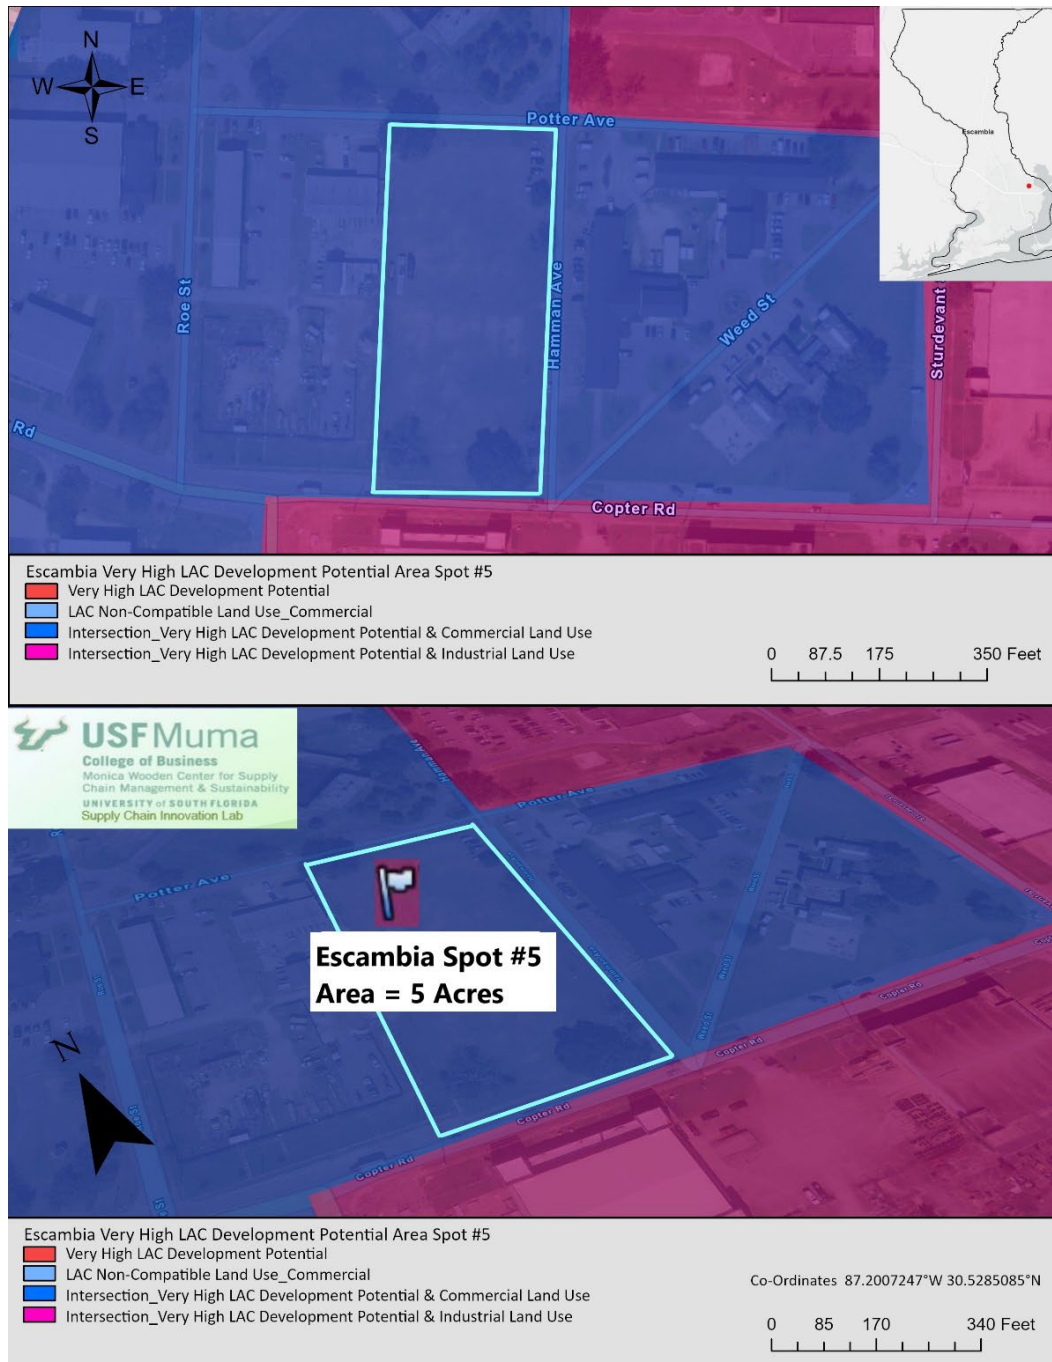 N
W E
S
Potter Ave
Escambia
Roe St
Hamman Ave
Weed St
Sturdevant
Rd
Copter Rd
Escambia Very High LAC Development Potential Area Spot #5
Very High LAC Development Potential
LAC Non-Compatible Land Use_Commercial
Intersection_Very High LAC Development Potential & Commercial Land Use
Intersection_Very High LAC Development Potential & Industrial Land Use
0 87.5 175 350 Feet
USF Muma
College of Business
Monica Wooden Center for Supply
Chain Management & Sustainability
UNIVERSITY of SOUTH FLORIDA
Supply Chain Innovation Lab
Hamman Ave
Potter Ave
Potter Ave
Escambia Spot #5
Area = 5 Acres
N
Copter Rd
Copter Rd
Copter Rd
Copter Rd
Escambia Very High LAC Development Potential Area Spot #5
Very High LAC Development Potential
LAC Non-Compatible Land Use_Commercial
Intersection_Very High LAC Development Potential & Commercial Land Use
Intersection_Very High LAC Development Potential & Industrial Land Use
Co-Ordinates 87.2007247°W 30.5285085°N
0 85 170 340 Feet